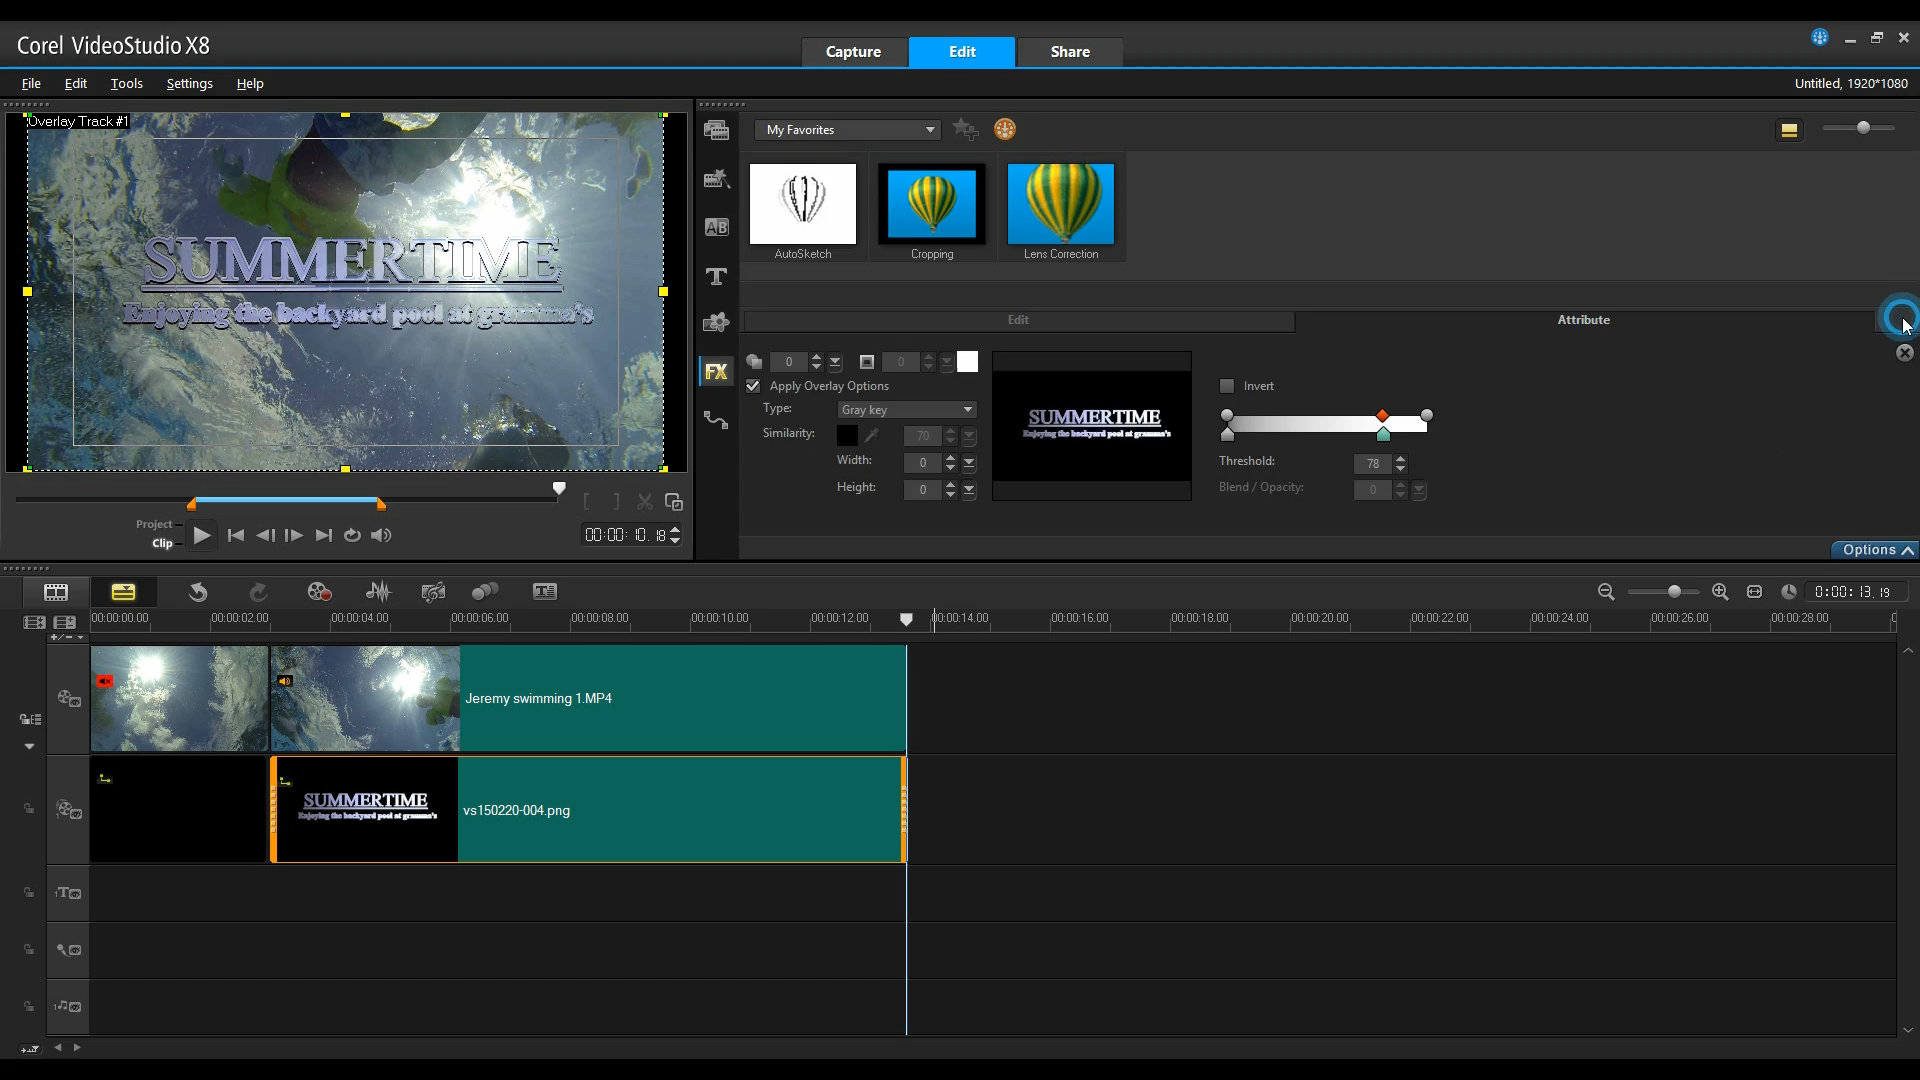 Corel VideoStudio X8
Capture
Edit
Share
File
Edit
Tools
Settings
Help
Untitled, 1920*1080
Overlay Track #1
SUMMERTIME
Enjoying the backyard pool at gramma's
My Favorites
AutoSketch
Cropping
Lens Correction
AB
T
FX
Edit
Attribute
0
0
Apply Overlay Options
Type:
Gray key
Similarity:
70
Width:
0
Height:
0
SUMMERTIME
Enjoying the backyard pool at gramma's
Invert
Threshold:
78
Blend / Opacity:
0
Options
Project
Clip
00:00:10.18
0:00:13.19
00:00:00.00
00:00:02.00
00:00:04.00
00:00:06.00
00:00:08.00
00:00:10.00
00:00:12.00
00:00:14.00
00:00:16.00
00:00:18.00
00:00:20.00
00:00:22.00
00:00:24.00
00:00:26.00
00:00:28.00
Jeremy swimming 1.MP4
SUMMERTIME
Enjoying the backyard pool at gramma's
vs150220-004.png
1
1T
1